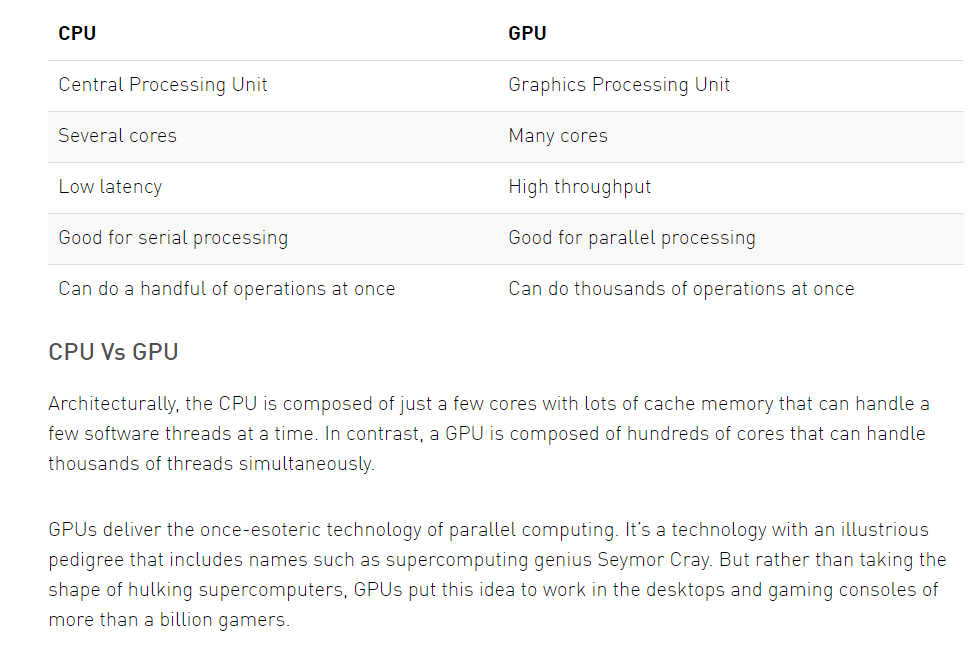 CPU GPU
Central Processing Unit Graphics Processing Unit
Several cores Many cores
Low latency High throughput
Good for serial processing Good for parallel processing
Can do a handful of operations at once Can do thousands of operations at once
CPU Vs GPU
Architecturally, the CPU is composed of just a few cores with lots of cache memory that can handle a
few software threads at a time. In contrast, a GPU is composed of hundreds of cores that can handle
thousands of threads simultaneously.
GPUs deliver the once-esoteric technology of parallel computing. It’s a technology with an illustrious
pedigree that includes names such as supercomputing genius Seymor Cray. But rather than taking the
shape of hulking supercomputers, GPUs put this idea to work in the desktops and gaming consoles of
more than a billion gamers.